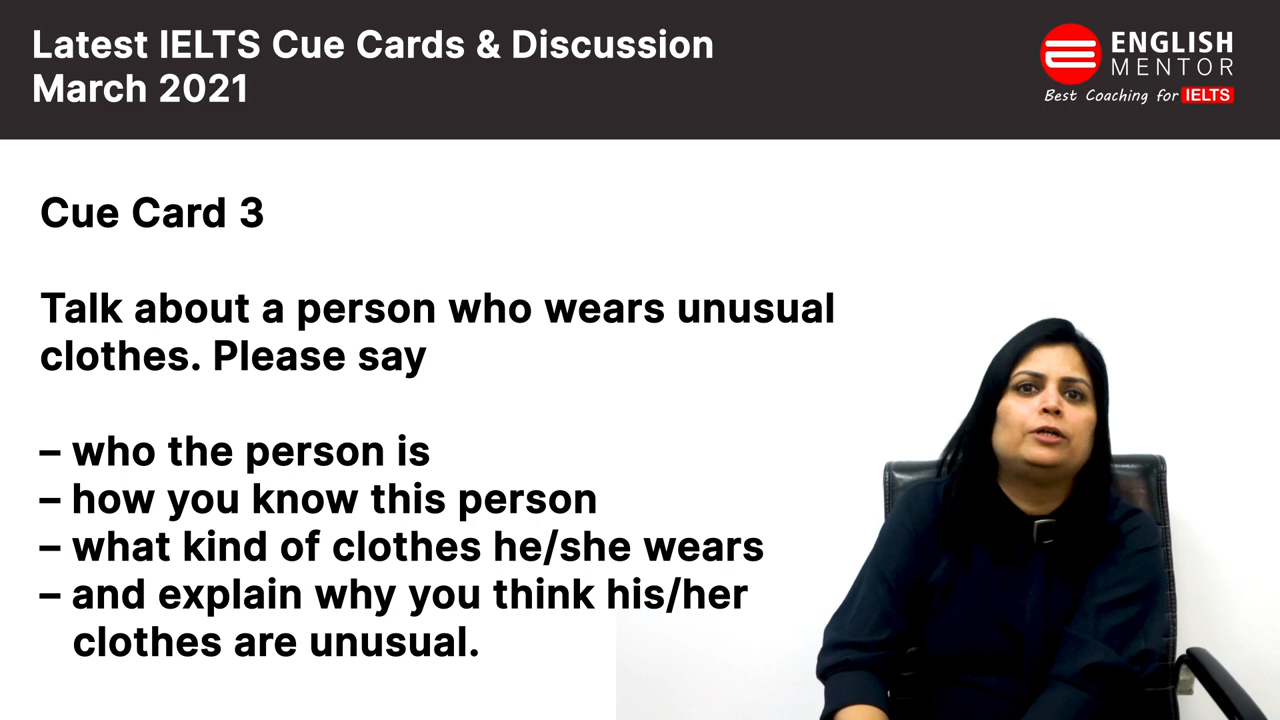 Latest IELTS Cue Cards & Discussion
March 2021
ENGLISH
MENTOR
Best Coaching for IELTS
Cue Card 3
Talk about a person who wears unusual
clothes. Please say
– who the person is
– how you know this person
– what kind of clothes he/she wears
– and explain why you think his/her
clothes are unusual.